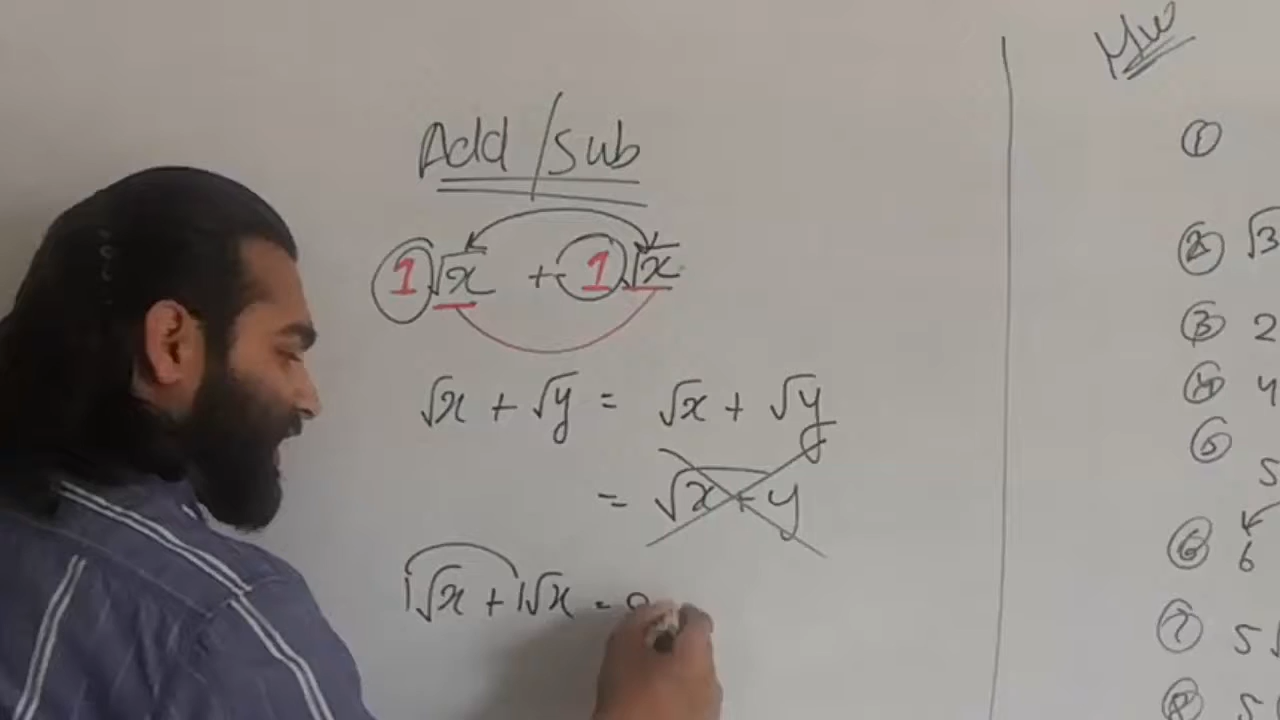 Add/Sub
1√x + 1√x
√x + √y = √x + √y
= √x+y
1√x + 1√x =
Hw
①
② √3
③ 2
④ 4
⑤ 5
⑥ 6
⑦ 5√
⑧ 5